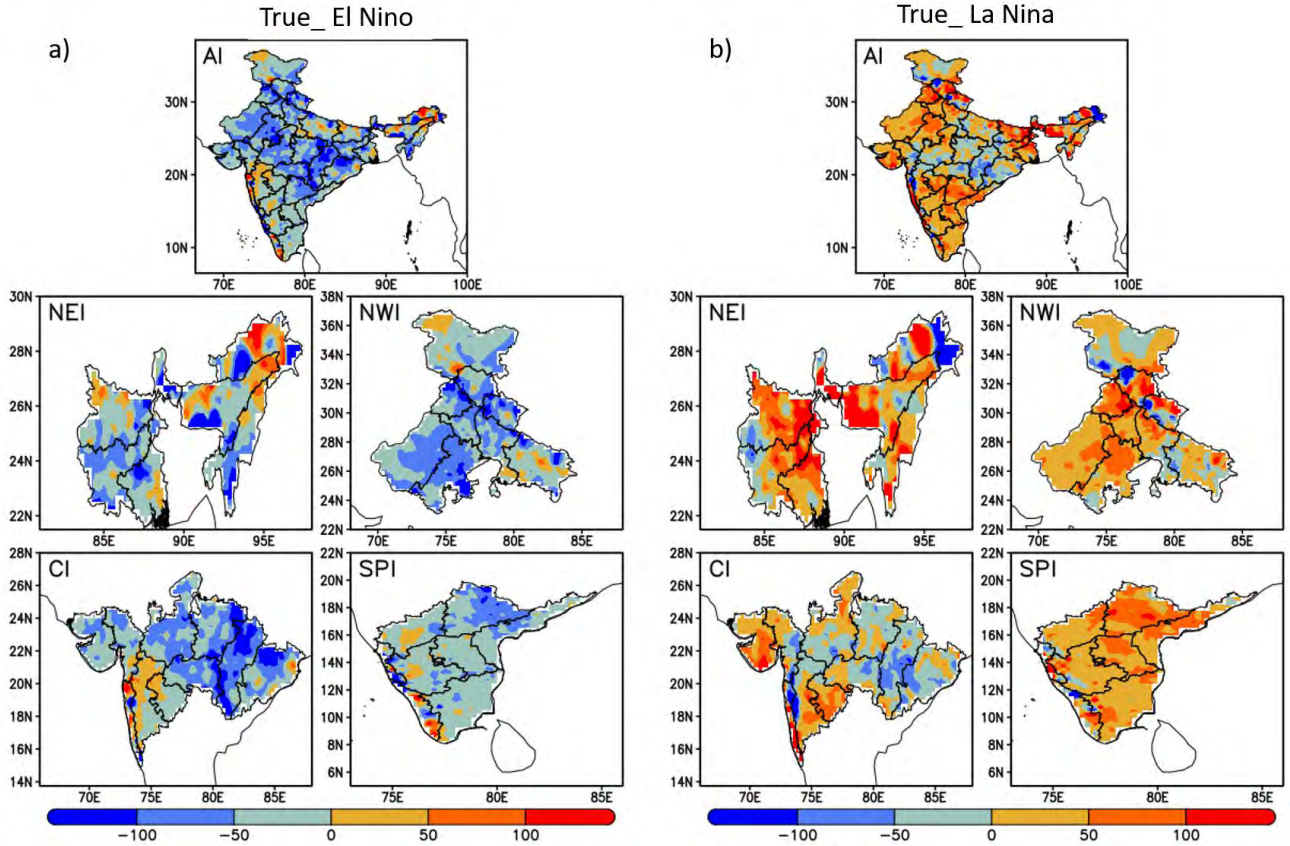 True_ El Nino
True_ La Nina
a)
b)
AI
30N
20N
10N
70E 80E 90E 100E
AI
30N
20N
10N
70E 80E 90E 100E
NEI
30N
28N
26N
24N
22N
85E 90E 95E
NWI
38N
36N
34N
32N
30N
28N
26N
24N
22N
70E 75E 80E 85E
NEI
30N
28N
26N
24N
22N
85E 90E 95E
NWI
38N
36N
34N
32N
30N
28N
26N
24N
22N
70E 75E 80E 85E
CI
28N
26N
24N
22N
20N
18N
16N
14N
70E 75E 80E 85E
SPI
22N
20N
18N
16N
14N
12N
10N
8N
6N
75E 80E 85E
CI
28N
26N
24N
22N
20N
18N
16N
14N
70E 75E 80E 85E
SPI
22N
20N
18N
16N
14N
12N
10N
8N
6N
75E 80E 85E
−100 −50 0 50 100
−100 −50 0 50 100